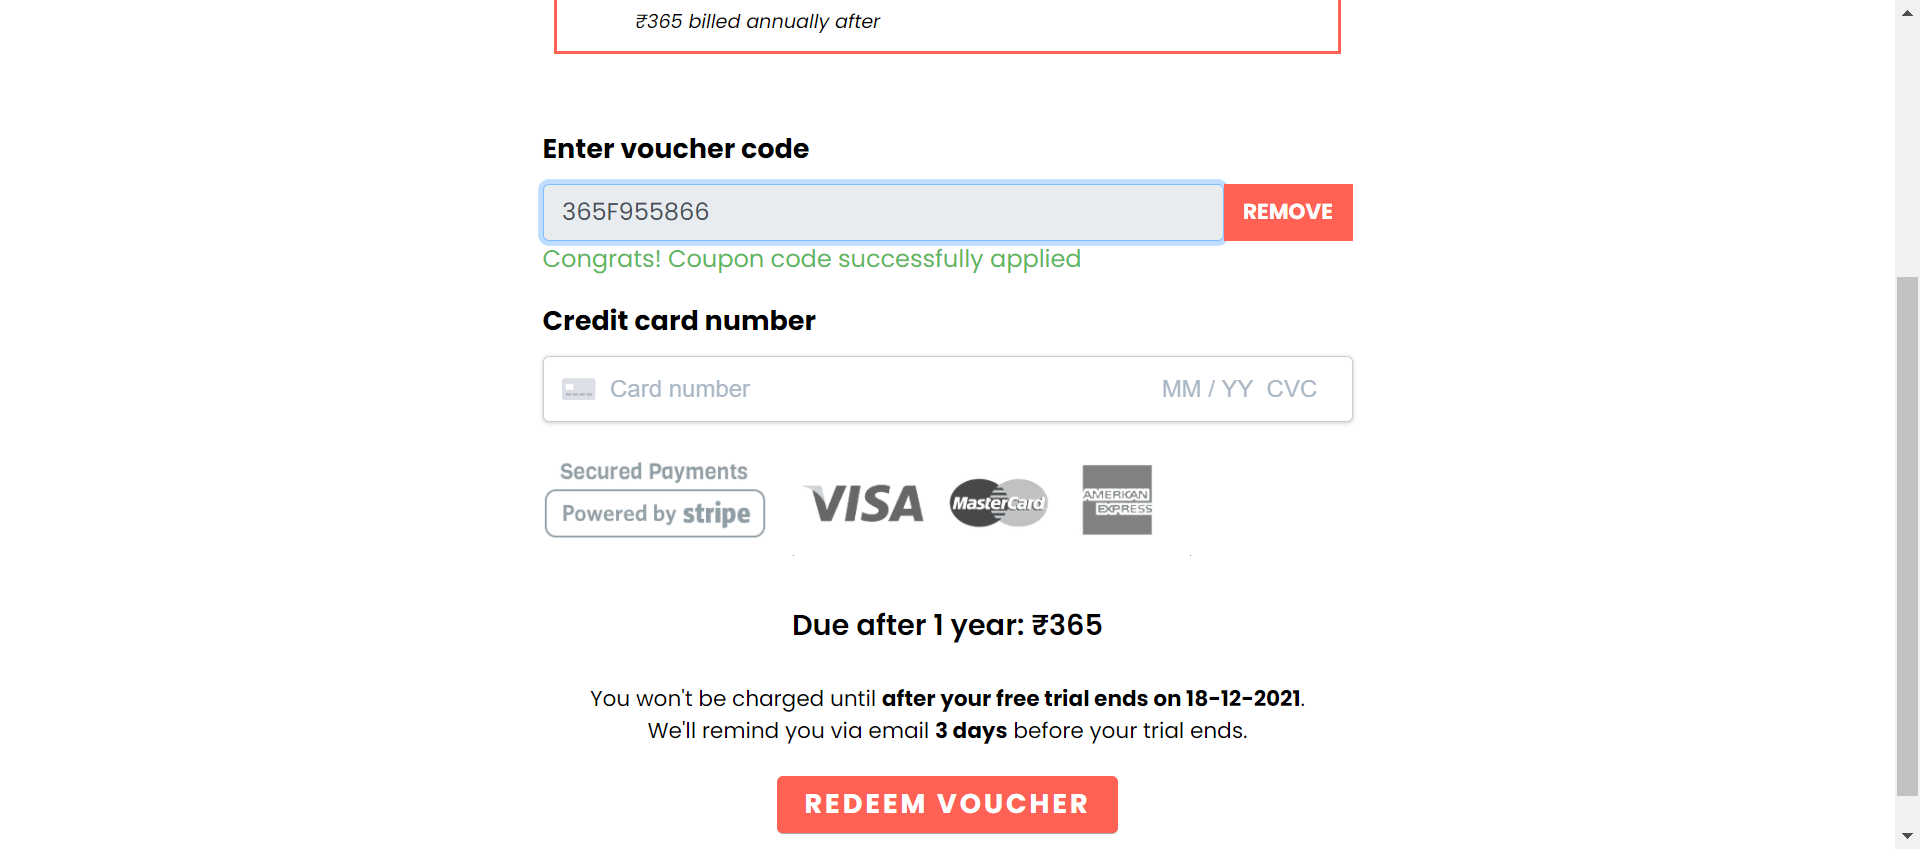 ₹365 billed annually after
Enter voucher code
365F955866 REMOVE
Congrats! Coupon code successfully applied
Credit card number
Card number MM / YY CVC
Secured Payments
Powered by stripe
VISA MasterCard AMERICAN EXPRESS
Due after 1 year: ₹365
You won't be charged until after your free trial ends on 18-12-2021.
We'll remind you via email 3 days before your trial ends.
REDEEM VOUCHER